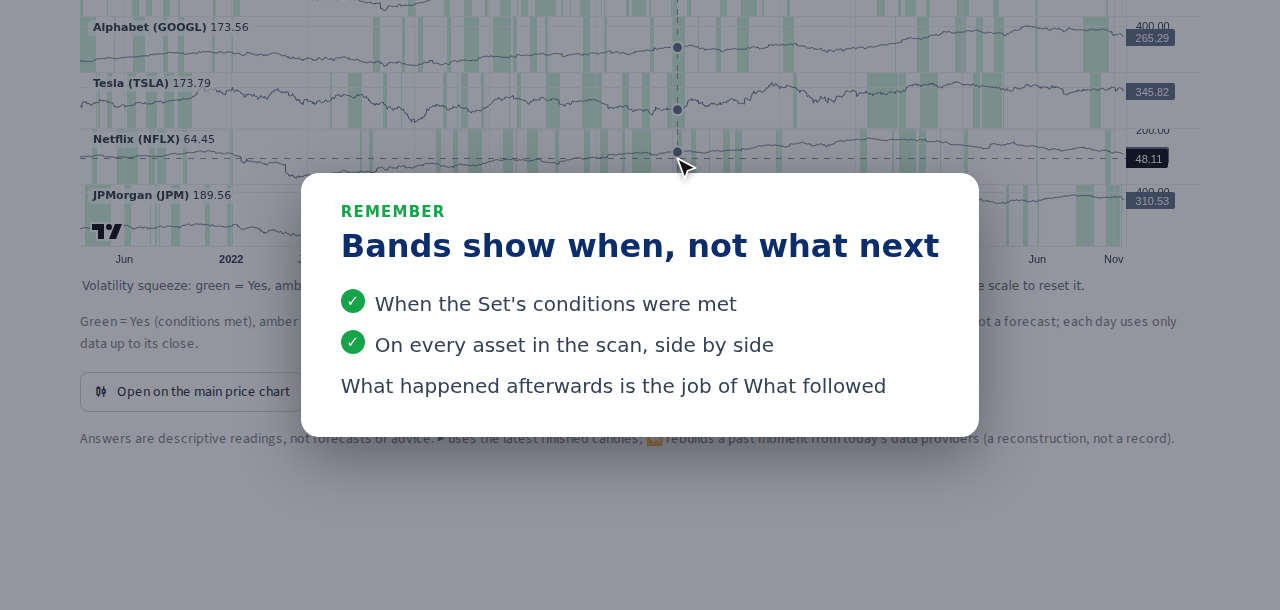 Alphabet (GOOGL) 173.56
400.00
265.29
Tesla (TSLA) 173.79
345.82
Netflix (NFLX) 64.45
200.00
48.11
JPMorgan (JPM) 189.56
400.00
310.53
Jun 2022 Jun Nov
Volatility squeeze: green = Yes, amb
scale to reset it.
Green = Yes (conditions met), amber
not a forecast; each day uses only
data up to its close.
REMEMBER
Bands show when, not what next
When the Set's conditions were met
On every asset in the scan, side by side
What happened afterwards is the job of What followed
Open on the main price chart
Answers are descriptive readings, not forecasts or advice. uses the latest finished candles; rebuilds a past moment from today's data providers (a reconstruction, not a record).